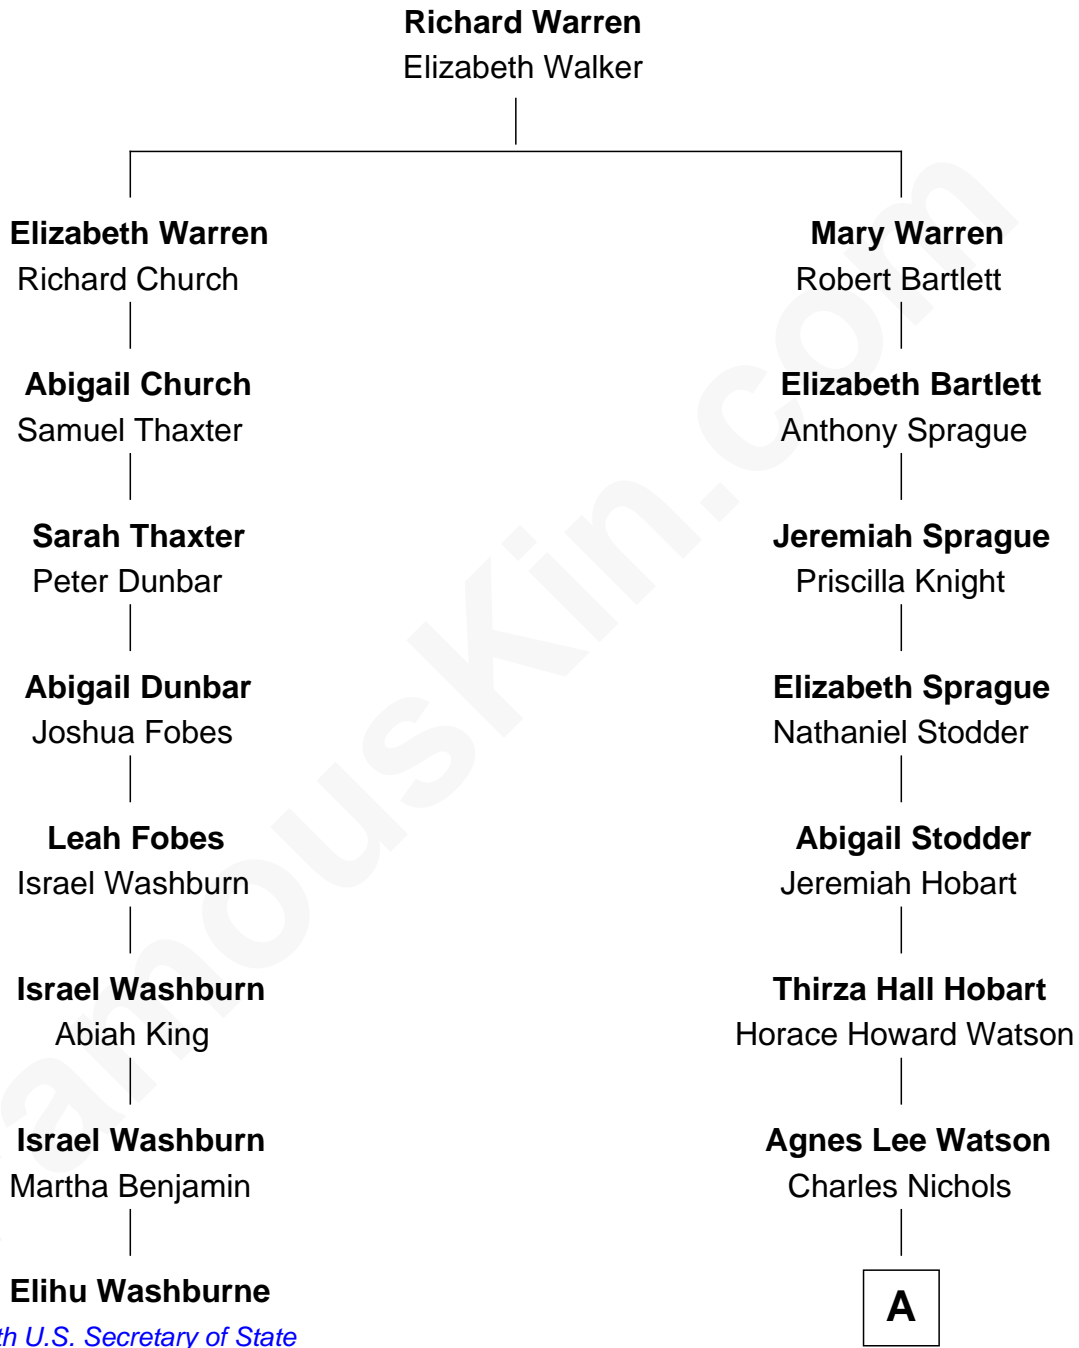 Richard Warren
Elizabeth Walker
Elizabeth Warren
Richard Church
Abigail Church
Samuel Thaxter
Sarah Thaxter
Peter Dunbar
Abigail Dunbar
Joshua Fobes
Leah Fobes
Israel Washburn
Israel Washburn
Abiah King
Israel Washburn
Martha Benjamin
Elihu Washburne
th U.S. Secretary of State
Mary Warren
Robert Bartlett
Elizabeth Bartlett
Anthony Sprague
Jeremiah Sprague
Priscilla Knight
Elizabeth Sprague
Nathaniel Stodder
Abigail Stodder
Jeremiah Hobart
Thirza Hall Hobart
Horace Howard Watson
Agnes Lee Watson
Charles Nichols
A
amouskin.com